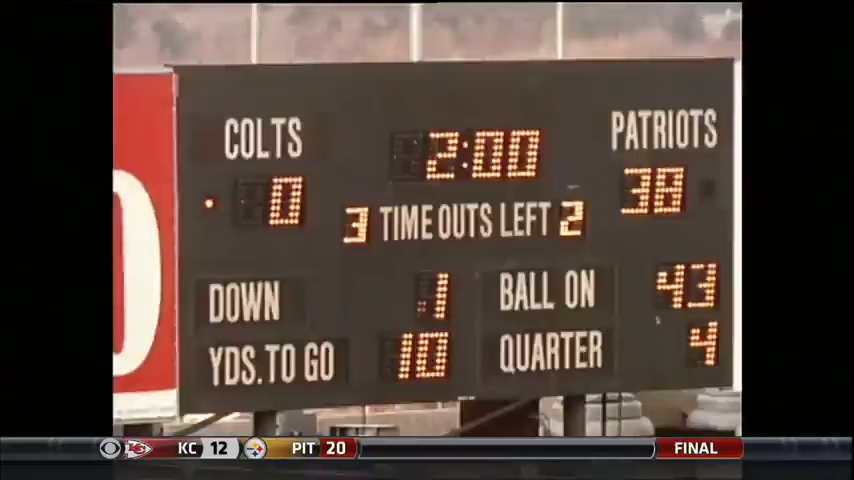 COLTS 2:00 PATRIOTS
0 38
3 TIME OUTS LEFT 2
DOWN 1 BALL ON 43
YDS. TO GO 10 QUARTER 4
KC 12 PIT 20 FINAL